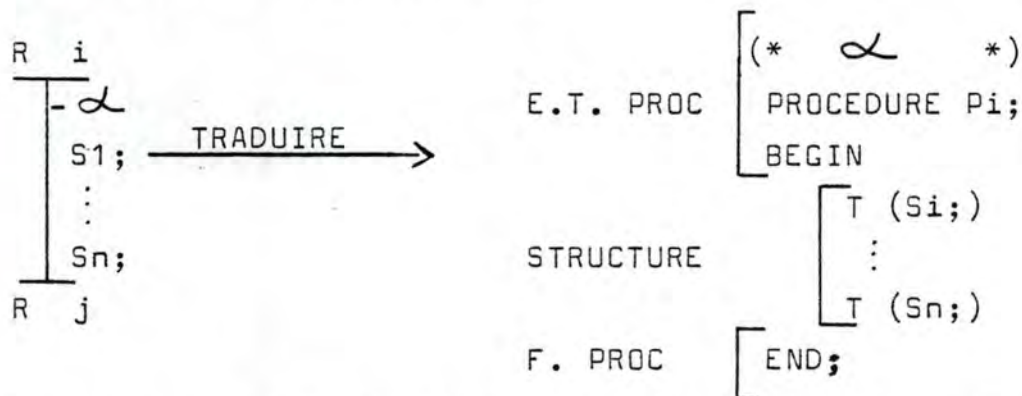 R i
- α
S1;
⋮
Sn;
R j
TRADUIRE
E.T. PROC
(* α *)
PROCEDURE Pi;
BEGIN
STRUCTURE
T (Si;)
⋮
T (Sn;)
F. PROC
END;